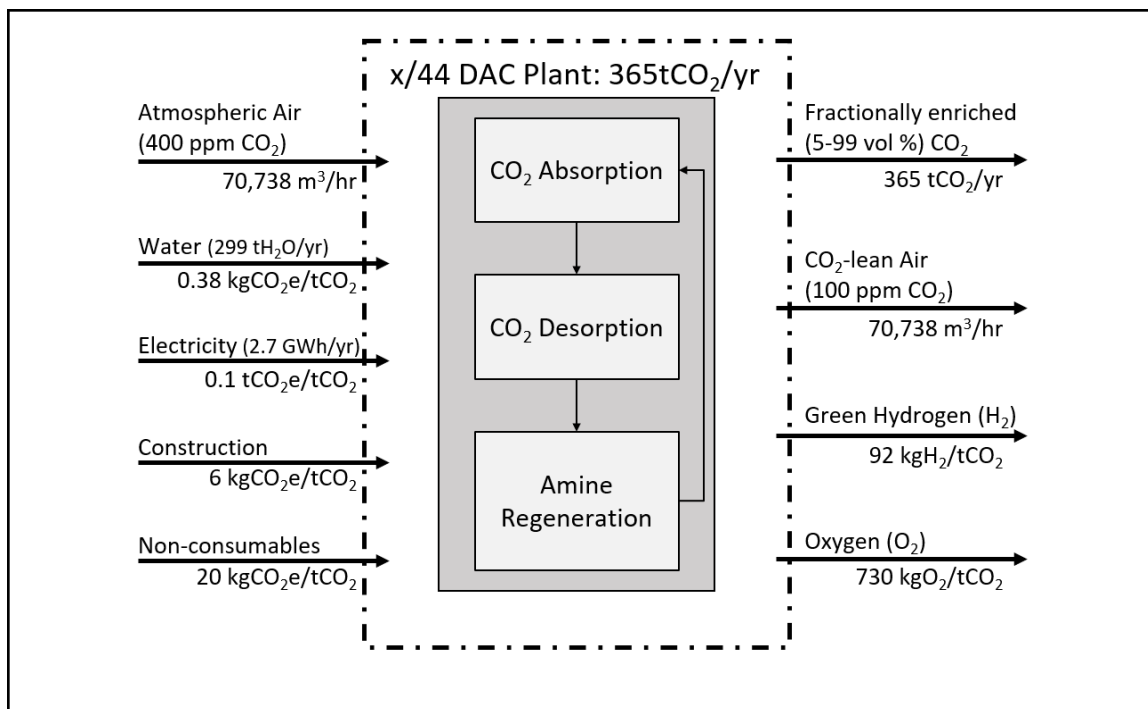 x/44 DAC Plant: 365tCO₂/yr
Atmospheric Air
(400 ppm CO₂)
70,738 m³/hr
Water (299 tH₂O/yr)
0.38 kgCO₂e/tCO₂
Electricity (2.7 GWh/yr)
0.1 tCO₂e/tCO₂
Construction
6 kgCO₂e/tCO₂
Non-consumables
20 kgCO₂e/tCO₂
CO₂ Absorption
CO₂ Desorption
Amine
Regeneration
Fractionally enriched
(5-99 vol %) CO₂
365 tCO₂/yr
CO₂-lean Air
(100 ppm CO₂)
70,738 m³/hr
Green Hydrogen (H₂)
92 kgH₂/tCO₂
Oxygen (O₂)
730 kgO₂/tCO₂